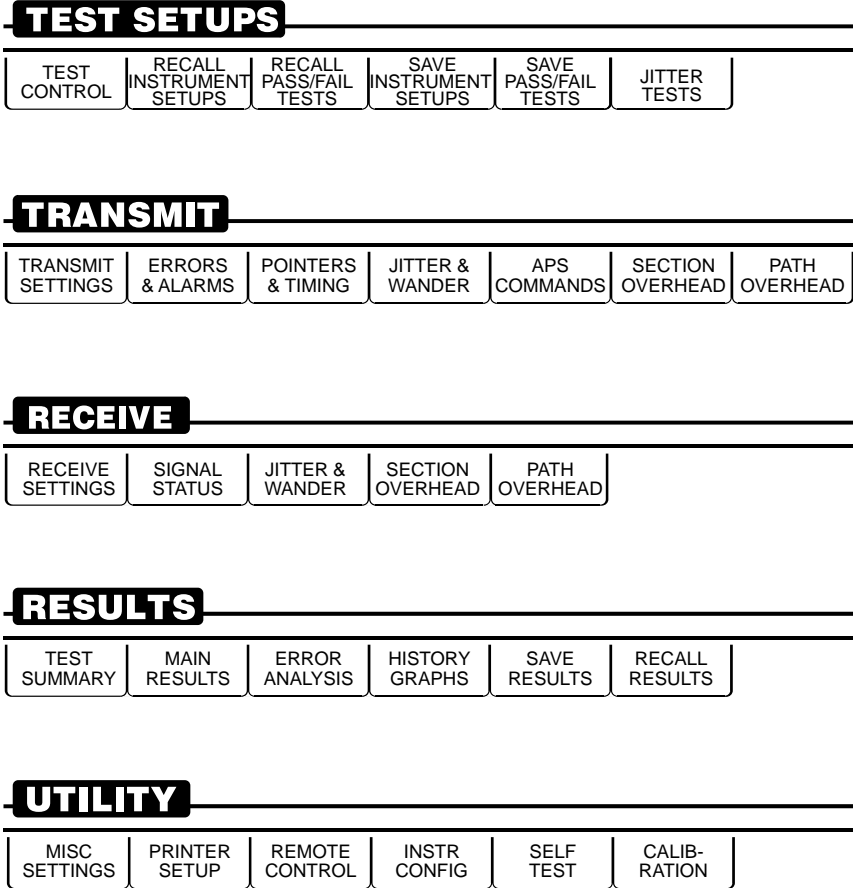 TEST SETUPS
TEST CONTROL
RECALL INSTRUMENT SETUPS
RECALL PASS/FAIL TESTS
SAVE INSTRUMENT SETUPS
SAVE PASS/FAIL TESTS
JITTER TESTS
TRANSMIT
TRANSMIT SETTINGS
ERRORS & ALARMS
POINTERS & TIMING
JITTER & WANDER
APS COMMANDS
SECTION OVERHEAD
PATH OVERHEAD
RECEIVE
RECEIVE SETTINGS
SIGNAL STATUS
JITTER & WANDER
SECTION OVERHEAD
PATH OVERHEAD
RESULTS
TEST SUMMARY
MAIN RESULTS
ERROR ANALYSIS
HISTORY GRAPHS
SAVE RESULTS
RECALL RESULTS
UTILITY
MISC SETTINGS
PRINTER SETUP
REMOTE CONTROL
INSTR CONFIG
SELF TEST
CALIB-
RATION